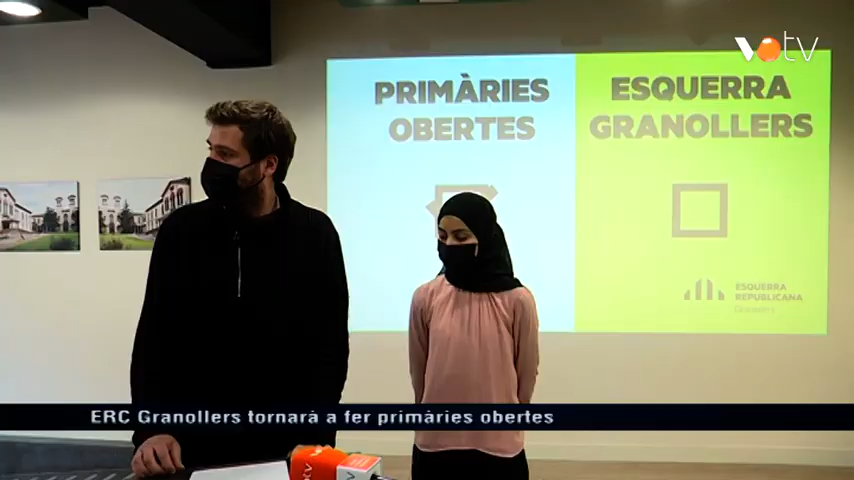 votv
PRIMÀRIES
OBERTES
ESQUERRA
GRANOLLERS
ESQUERRA
REPUBLICANA
Granollers
ERC Granollers tornarà a fer primàries obertes